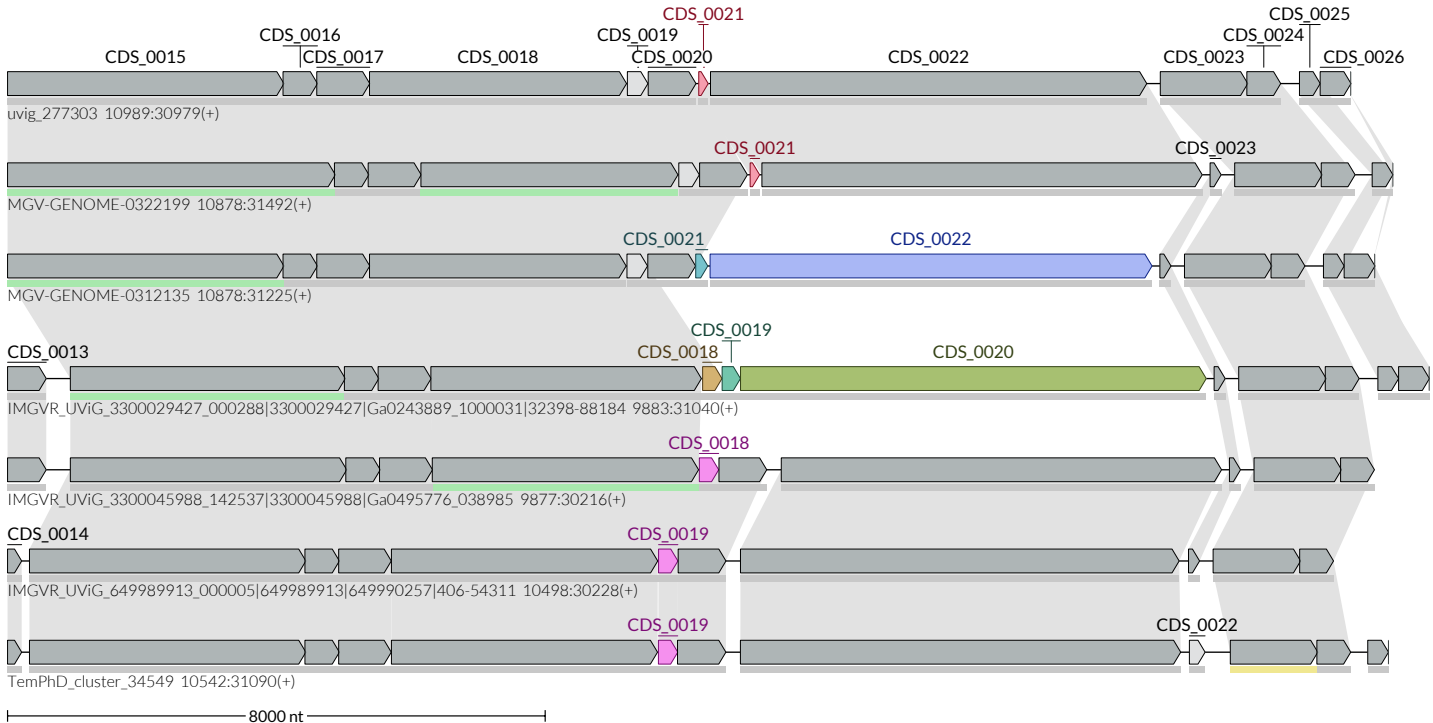 CDS_0021
CDS_0025
CDS_0016 CDS_0019 CDS_0024
CDS_0015 CDS_0017 CDS_0018 CDS_0020 CDS_0022 CDS_0023 CDS_0026
uvig_277303 10989:30979(+)
CDS_0021 CDS_0023
MGV-GENOME-0322199 10878:31492(+)
CDS_0021 CDS_0022
MGV-GENOME-0312135 10878:31225(+)
CDS_0019
CDS_0013 CDS_0018 CDS_0020
IMGVR_UViG_3300029427_000288|3300029427|Ga0243889_1000031|32398-88184 9883:31040(+)
CDS_0018
IMGVR_UViG_3300045988_142537|3300045988|Ga0495776_038985 9877:30216(+)
CDS_0014 CDS_0019
IMGVR_UViG_649989913_000005|649989913|649990257|406-54311 10498:30228(+)
CDS_0019 CDS_0022
TemPhD_cluster_34549 10542:31090(+)
8000 nt